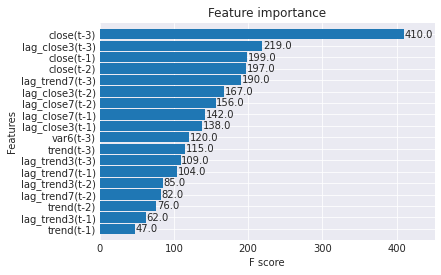 Feature importance
close(t-3) 410.0
lag_close3(t-3) 219.0
close(t-1) 199.0
close(t-2) 197.0
lag_trend7(t-3) 190.0
lag_close3(t-2) 167.0
lag_close7(t-2) 156.0
lag_close7(t-1) 142.0
lag_close3(t-1) 138.0
var6(t-3) 120.0
trend(t-3) 115.0
lag_trend3(t-3) 109.0
lag_trend7(t-1) 104.0
lag_trend3(t-2) 85.0
lag_trend7(t-2) 82.0
trend(t-2) 76.0
lag_trend3(t-1) 62.0
trend(t-1) 47.0
Features
0 100 200 300 400
F score